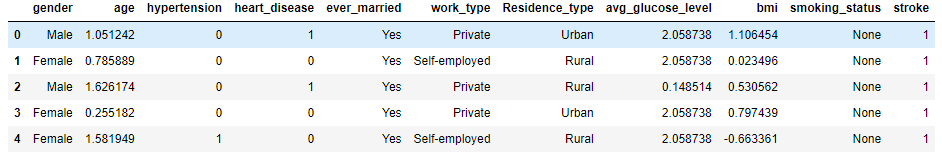 gender age hypertension heart_disease ever_married work_type Residence_type avg_glucose_level bmi smoking_status stroke
0 Male 1.051242 0 1 Yes Private Urban 2.058738 1.106454 None 1
1 Female 0.785889 0 0 Yes Self-employed Rural 2.058738 0.023496 None 1
2 Male 1.626174 0 1 Yes Private Rural 0.148514 0.530562 None 1
3 Female 0.255182 0 0 Yes Private Urban 2.058738 0.797439 None 1
4 Female 1.581949 1 0 Yes Self-employed Rural 2.058738 -0.663361 None 1